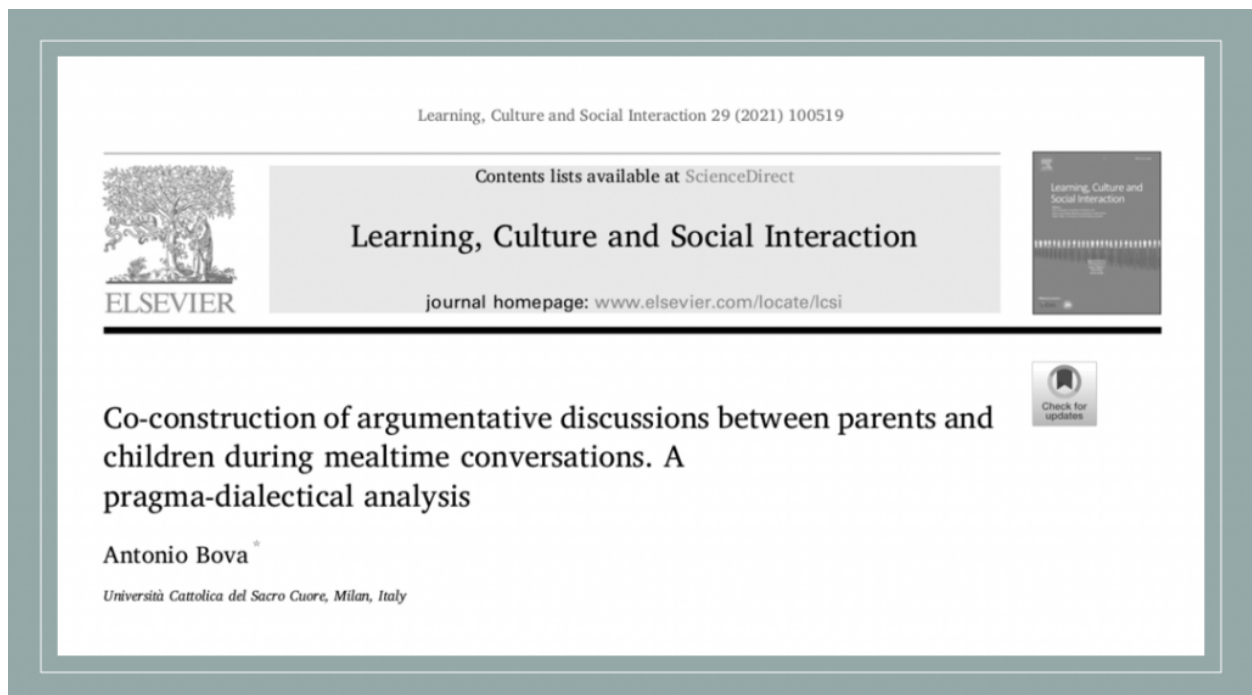 Learning, Culture and Social Interaction 29 (2021) 100519
Contents lists available at ScienceDirect
Learning, Culture and Social Interaction
journal homepage: www.elsevier.com/locate/lcsi
ELSEVIER
Learning, Culture and
Social Interaction
Check for
updates
Co-construction of argumentative discussions between parents and
children during mealtime conversations. A
pragma-dialectical analysis
Antonio Bova*
Università Cattolica del Sacro Cuore, Milan, Italy